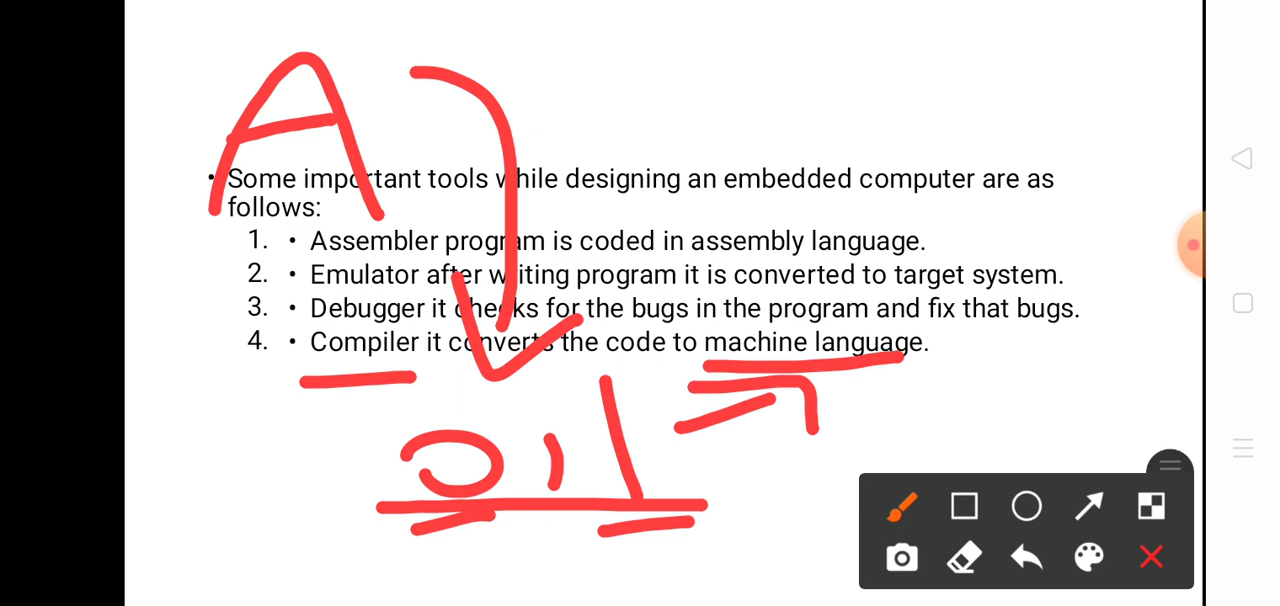 A
• Some important tools while designing an embedded computer are as
follows:
1. • Assembler program is coded in assembly language.
2. • Emulator after writing program it is converted to target system.
3. • Debugger it checks for the bugs in the program and fix that bugs.
4. • Compiler it converts the code to machine language.
0,1